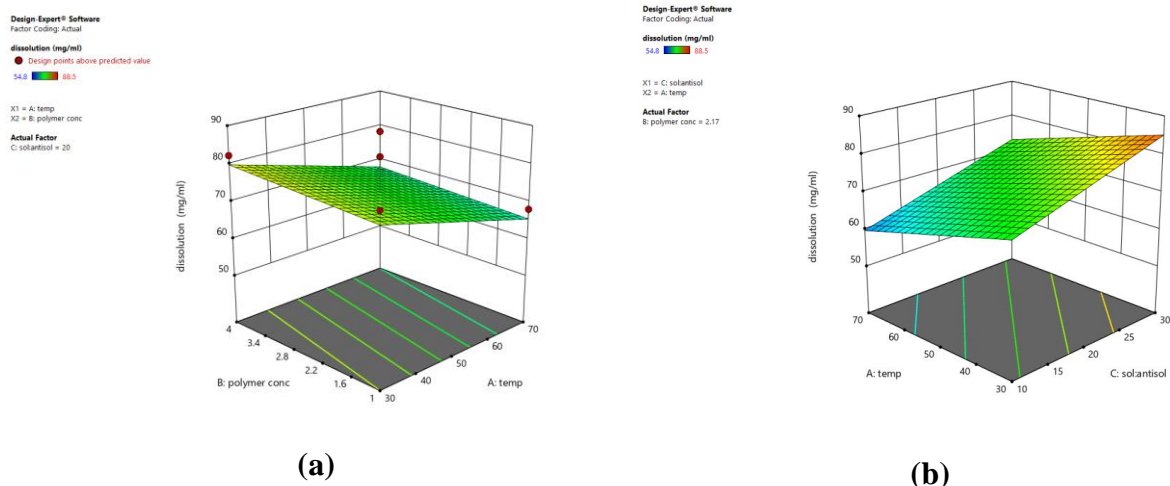 Design-Expert® Software
Factor Coding: Actual
dissolution (mg/ml)
Design points above predicted value
54.8 88.5
X1 = A: temp
X2 = B: polymer conc
Actual Factor
C: sol:antisol = 20
90
80
70
60
50
dissolution (mg/ml)
4
3.4
2.8
2.2
1.6
1
B: polymer conc
30
40
50
60
70
A: temp
(a)
Design-Expert® Software
Factor Coding: Actual
dissolution (mg/ml)
54.8 88.5
X1 = C: sol:antisol
X2 = A: temp
Actual Factor
B: polymer conc = 2.17
90
80
70
60
50
dissolution (mg/ml)
70
60
50
40
30
A: temp
10
15
20
25
30
C: sol:antisol
(b)